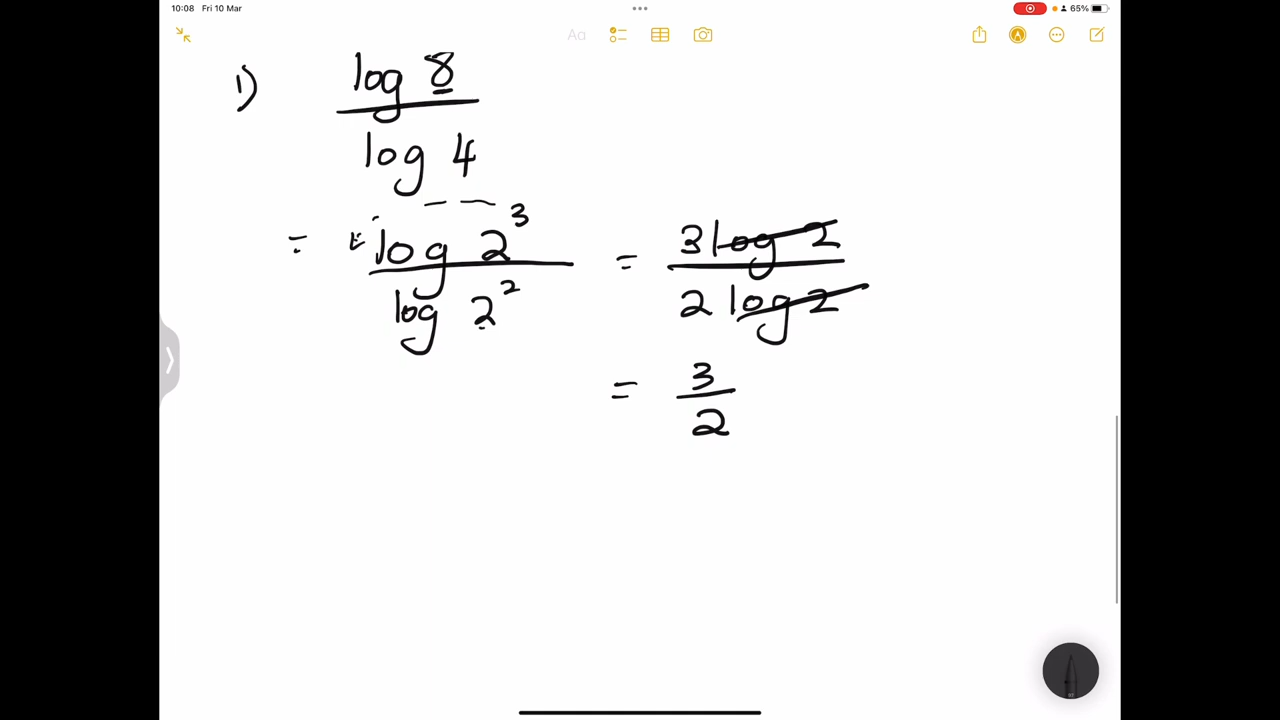 10:08 Fri 10 Mar
65%
Aa
1) log 8
log 4
= log 2³ = 3 log 2
log 2² 2 log 2
= 3
2